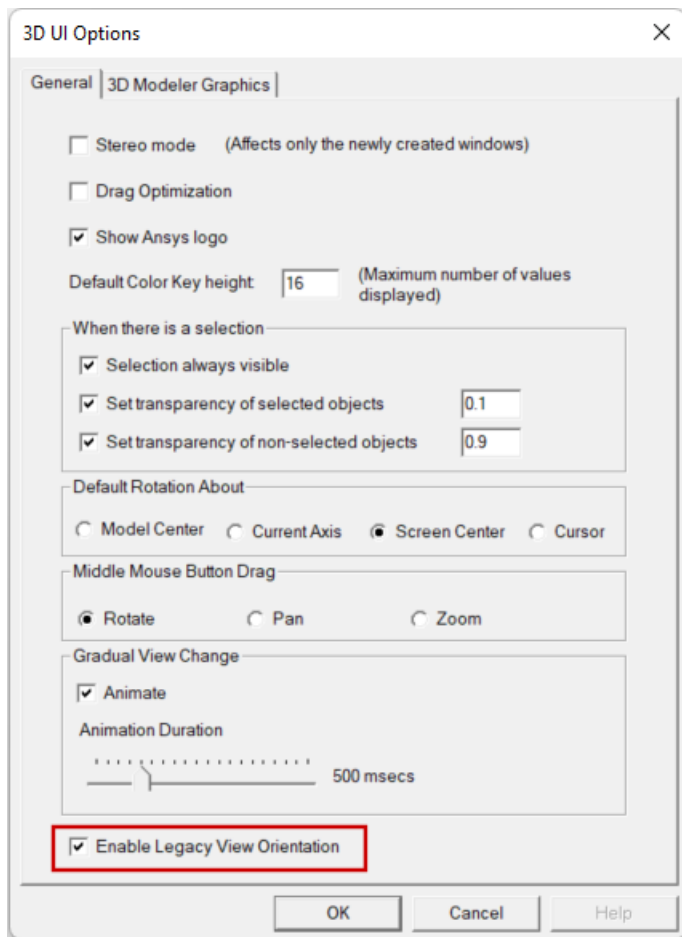 3D UI Options
General
3D Modeler Graphics
Stereo mode (Affects only the newly created windows)
Drag Optimization
Show Ansys logo
Default Color Key height: 16 (Maximum number of values
displayed)
When there is a selection
Selection always visible
Set transparency of selected objects 0.1
Set transparency of non-selected objects 0.9
Default Rotation About
Model Center Current Axis Screen Center Cursor
Middle Mouse Button Drag
Rotate Pan Zoom
Gradual View Change
Animate
Animation Duration
500 msecs
Enable Legacy View Orientation
OK Cancel Help